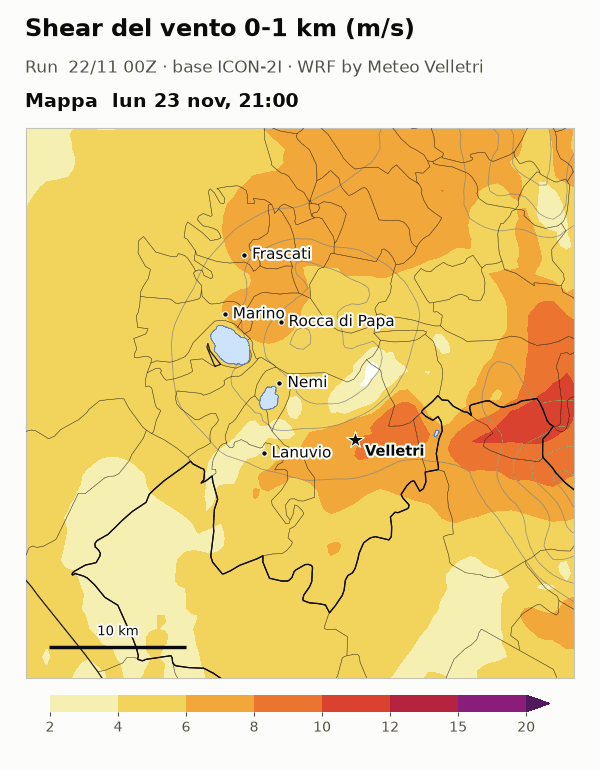 Shear del vento 0-1 km (m/s)
Run  22/11 00Z · base ICON-2I · WRF by Meteo Velletri
Mappa  lun 23 nov, 21:00
Frascati
Marino
Rocca di Papa
Nemi
Velletri
Lanuvio
10 km
2 4 6 8 10 12 15 20